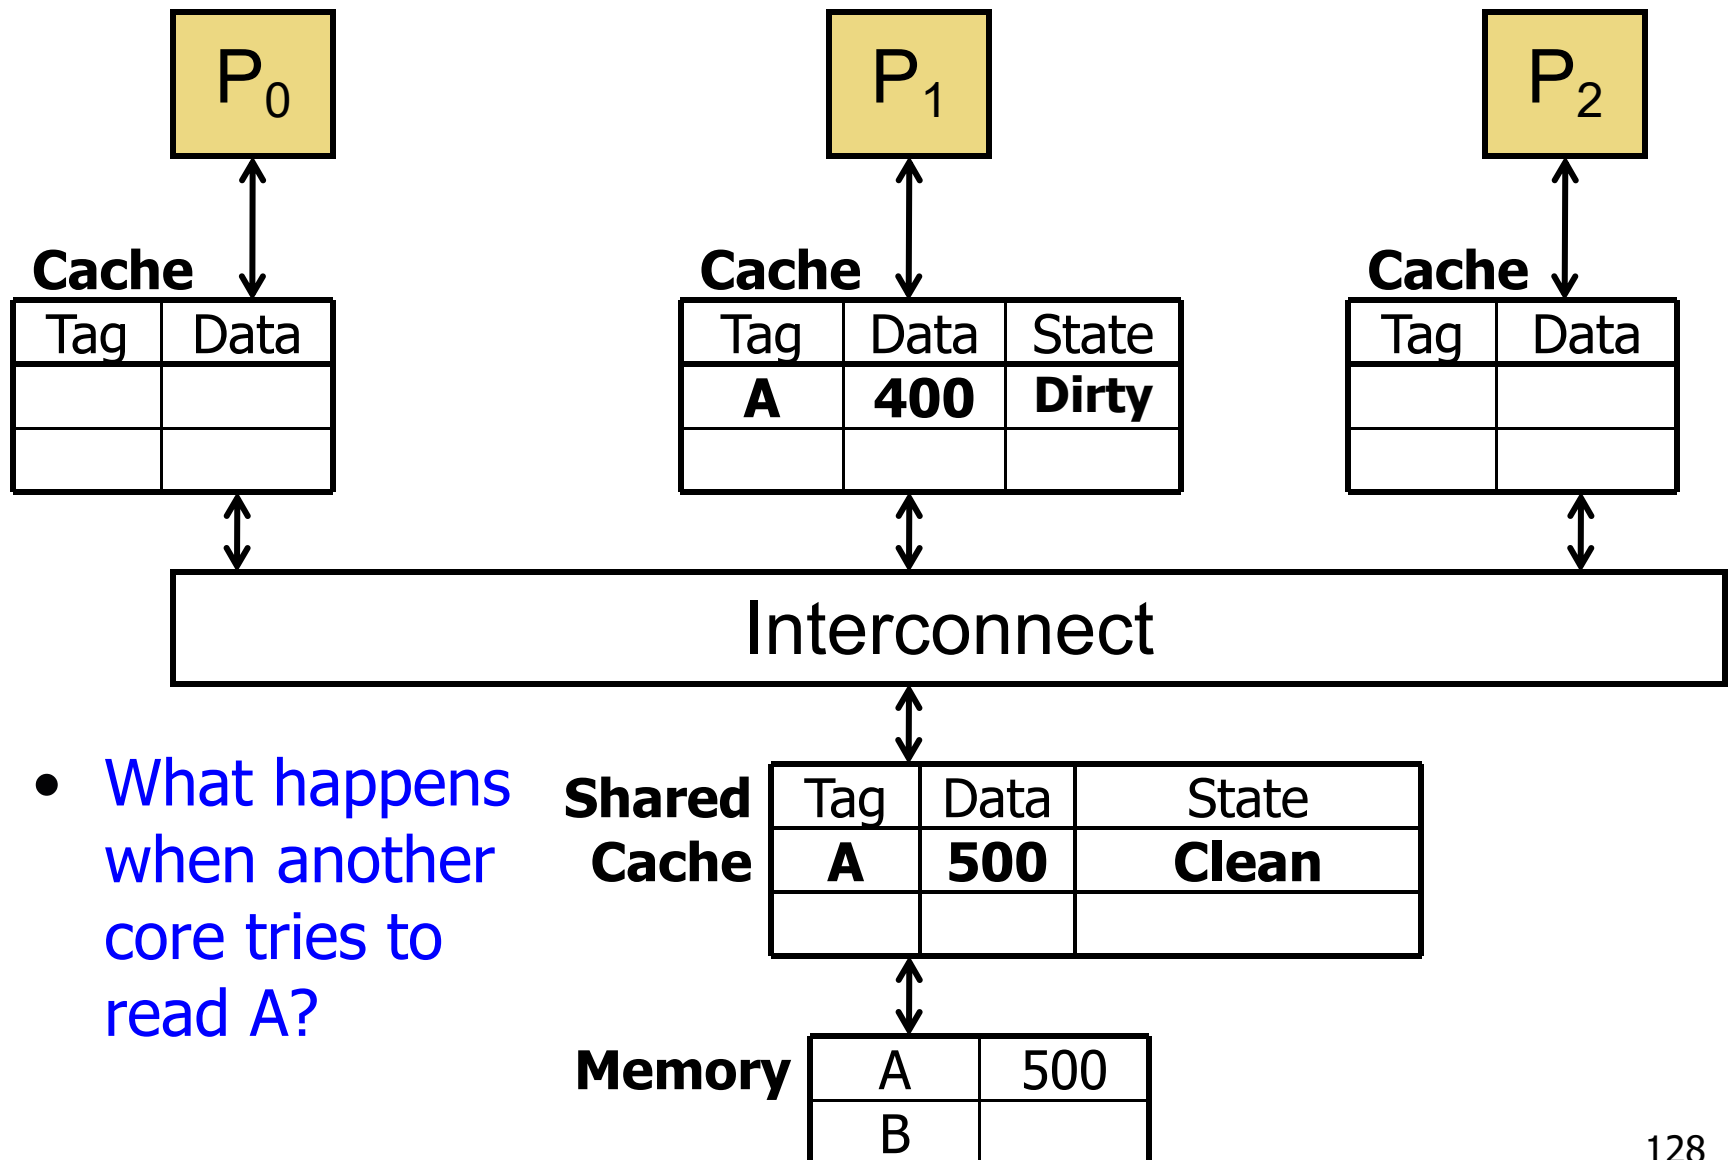 P0 P1 P2
Cache Cache Cache
Tag Data Tag Data State Tag Data
A 400 Dirty
Interconnect
• What happens
when another
core tries to
read A?
Shared Tag Data State
Cache A 500 Clean
Memory A 500
B
128